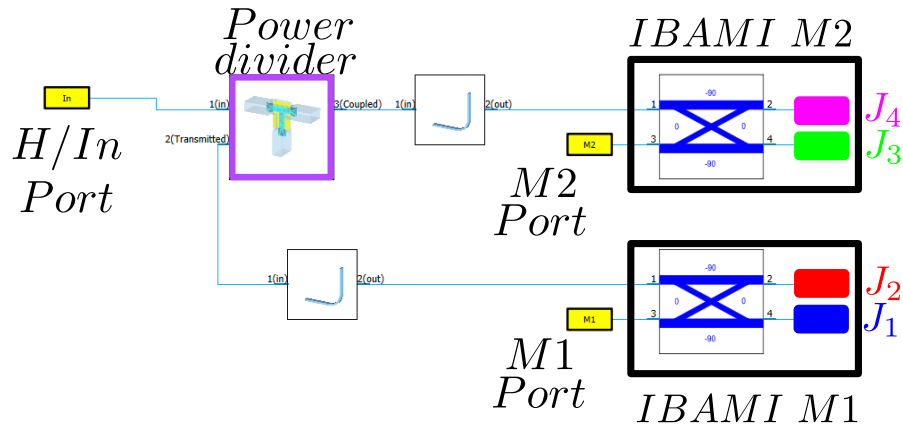 Power
divider
IBAMI M2
In
1(in)
3(Coupled)
1(in)
2(out)
-90
1
2
0
0
3
4
-90
J4
J3
2(Transmitted)
M2
H/In
Port
M2
Port
1(in)
2(out)
-90
1
2
0
0
3
4
-90
J2
J1
M1
M1
Port
IBAMI M1